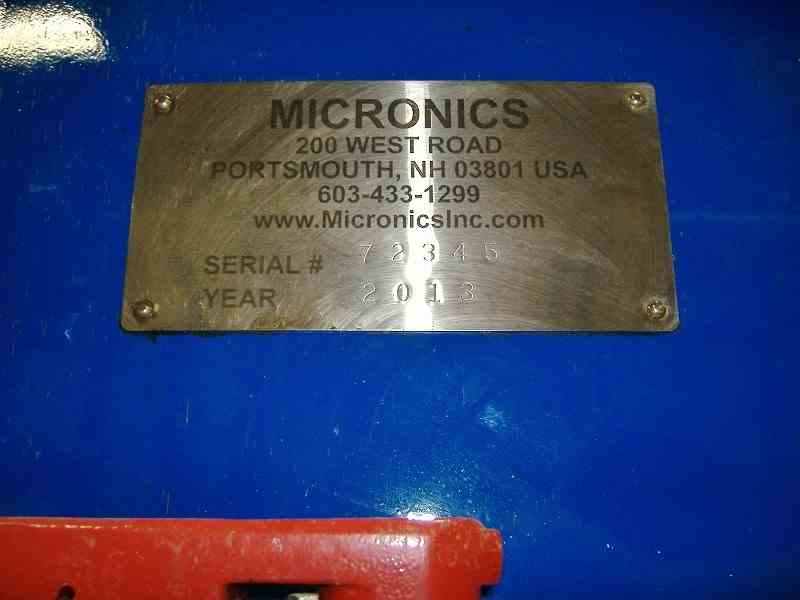 MICRONICS
200 WEST ROAD
PORTSMOUTH, NH 03801 USA
603-433-1299
www.MicronicsInc.com
SERIAL # 72345
YEAR 2013